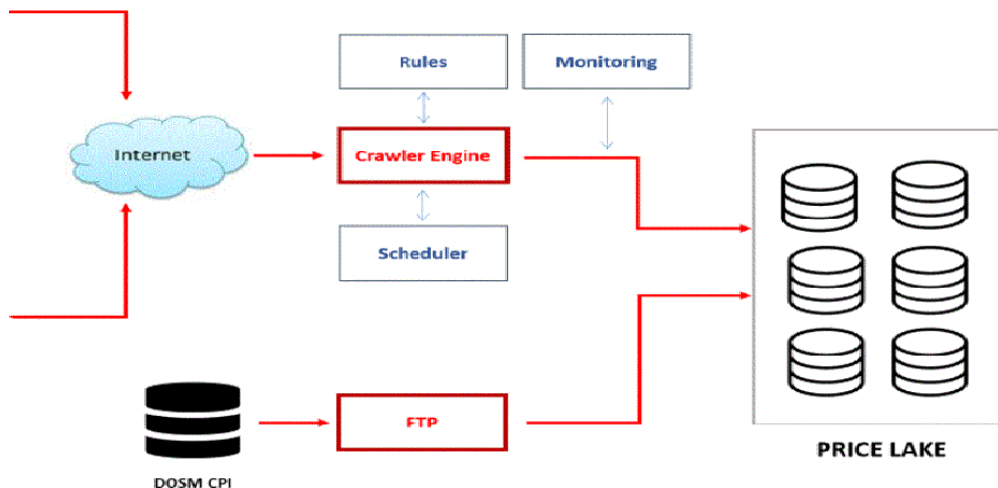 Rules
Monitoring
Internet
Crawler Engine
Scheduler
FTP
PRICE LAKE
DOSM CPI